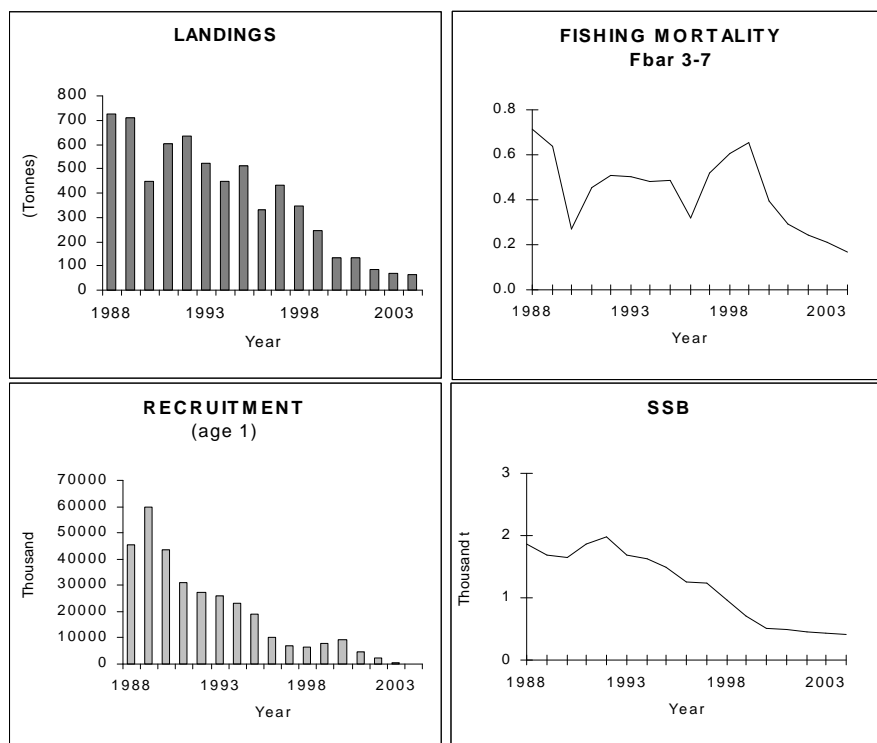 LANDINGS
800
700
600
500
400
300
200
100
0
(Tonnes)
1988 1993 1998 2003
Year
FISHING MORTALITY
Fbar 3-7
0.8
0.6
0.4
0.2
0.0
1988 1993 1998 2003
Year
RECRUITMENT
(age 1)
70000
60000
50000
40000
30000
20000
10000
0
Thousand
1988 1993 1998 2003
Year
SSB
3
2
1
0
Thousand t
1988 1993 1998 2003
Year